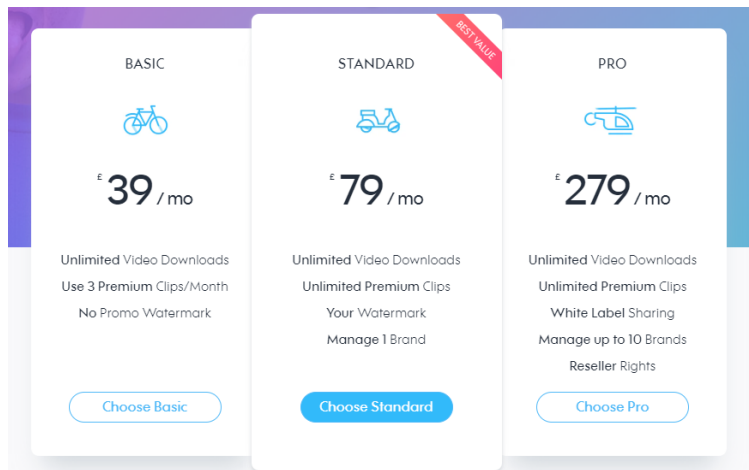 BASIC
£39/mo
Unlimited Video Downloads
Use 3 Premium Clips/Month
No Promo Watermark
Choose Basic
BEST VALUE
STANDARD
£79/mo
Unlimited Video Downloads
Unlimited Premium Clips
Your Watermark
Manage 1 Brand
Choose Standard
PRO
£279/mo
Unlimited Video Downloads
Unlimited Premium Clips
White Label Sharing
Manage up to 10 Brands
Reseller Rights
Choose Pro